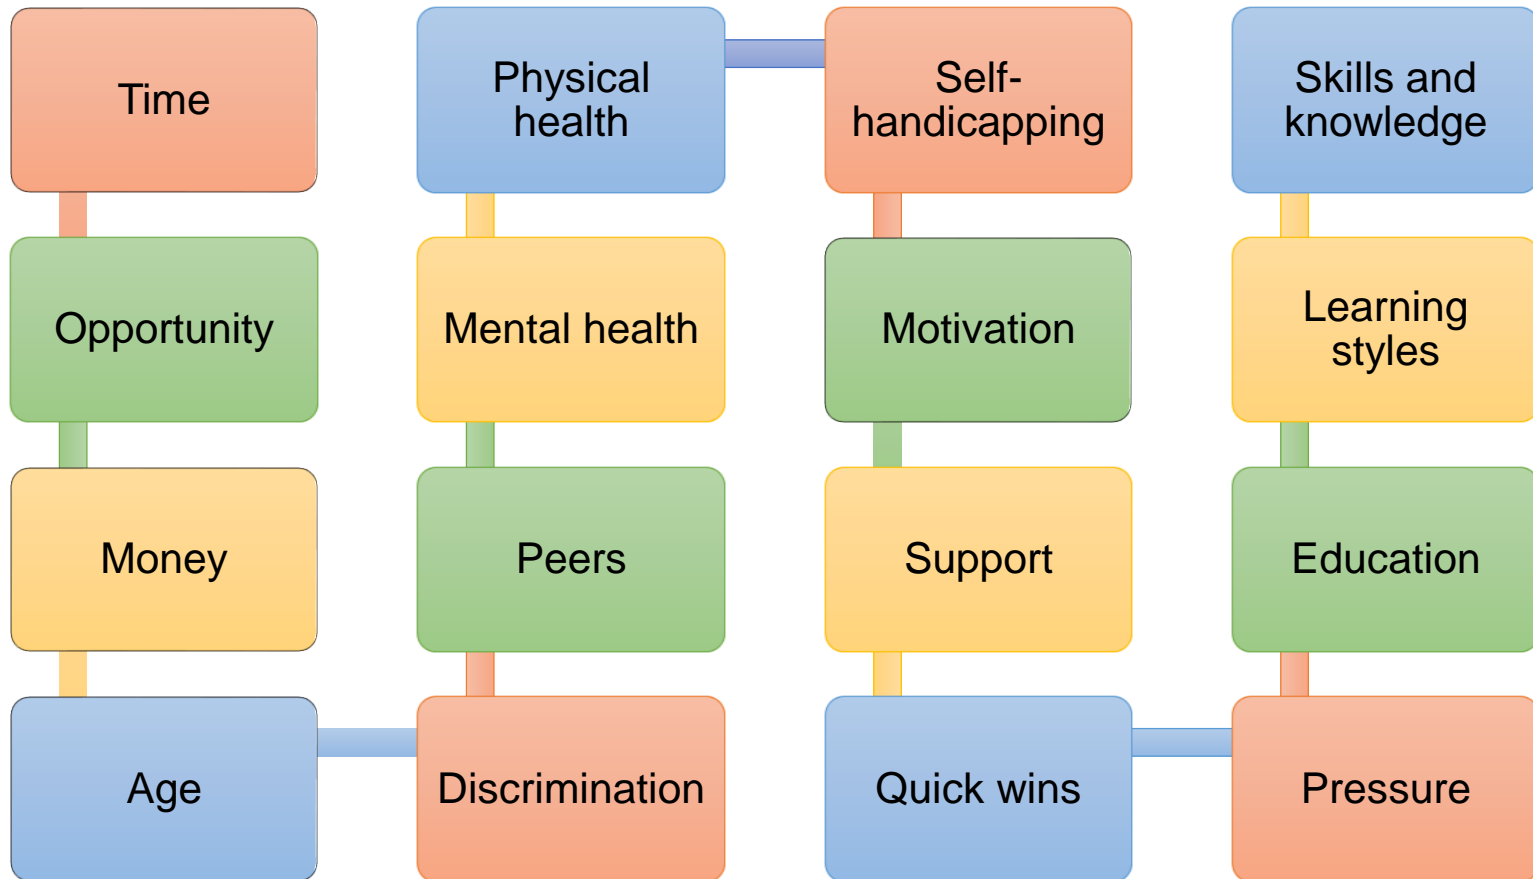 Time
Opportunity
Money
Age
Discrimination
Peers
Mental health
Physical
health
Self-
handicapping
Motivation
Support
Quick wins
Pressure
Education
Learning
styles
Skills and
knowledge